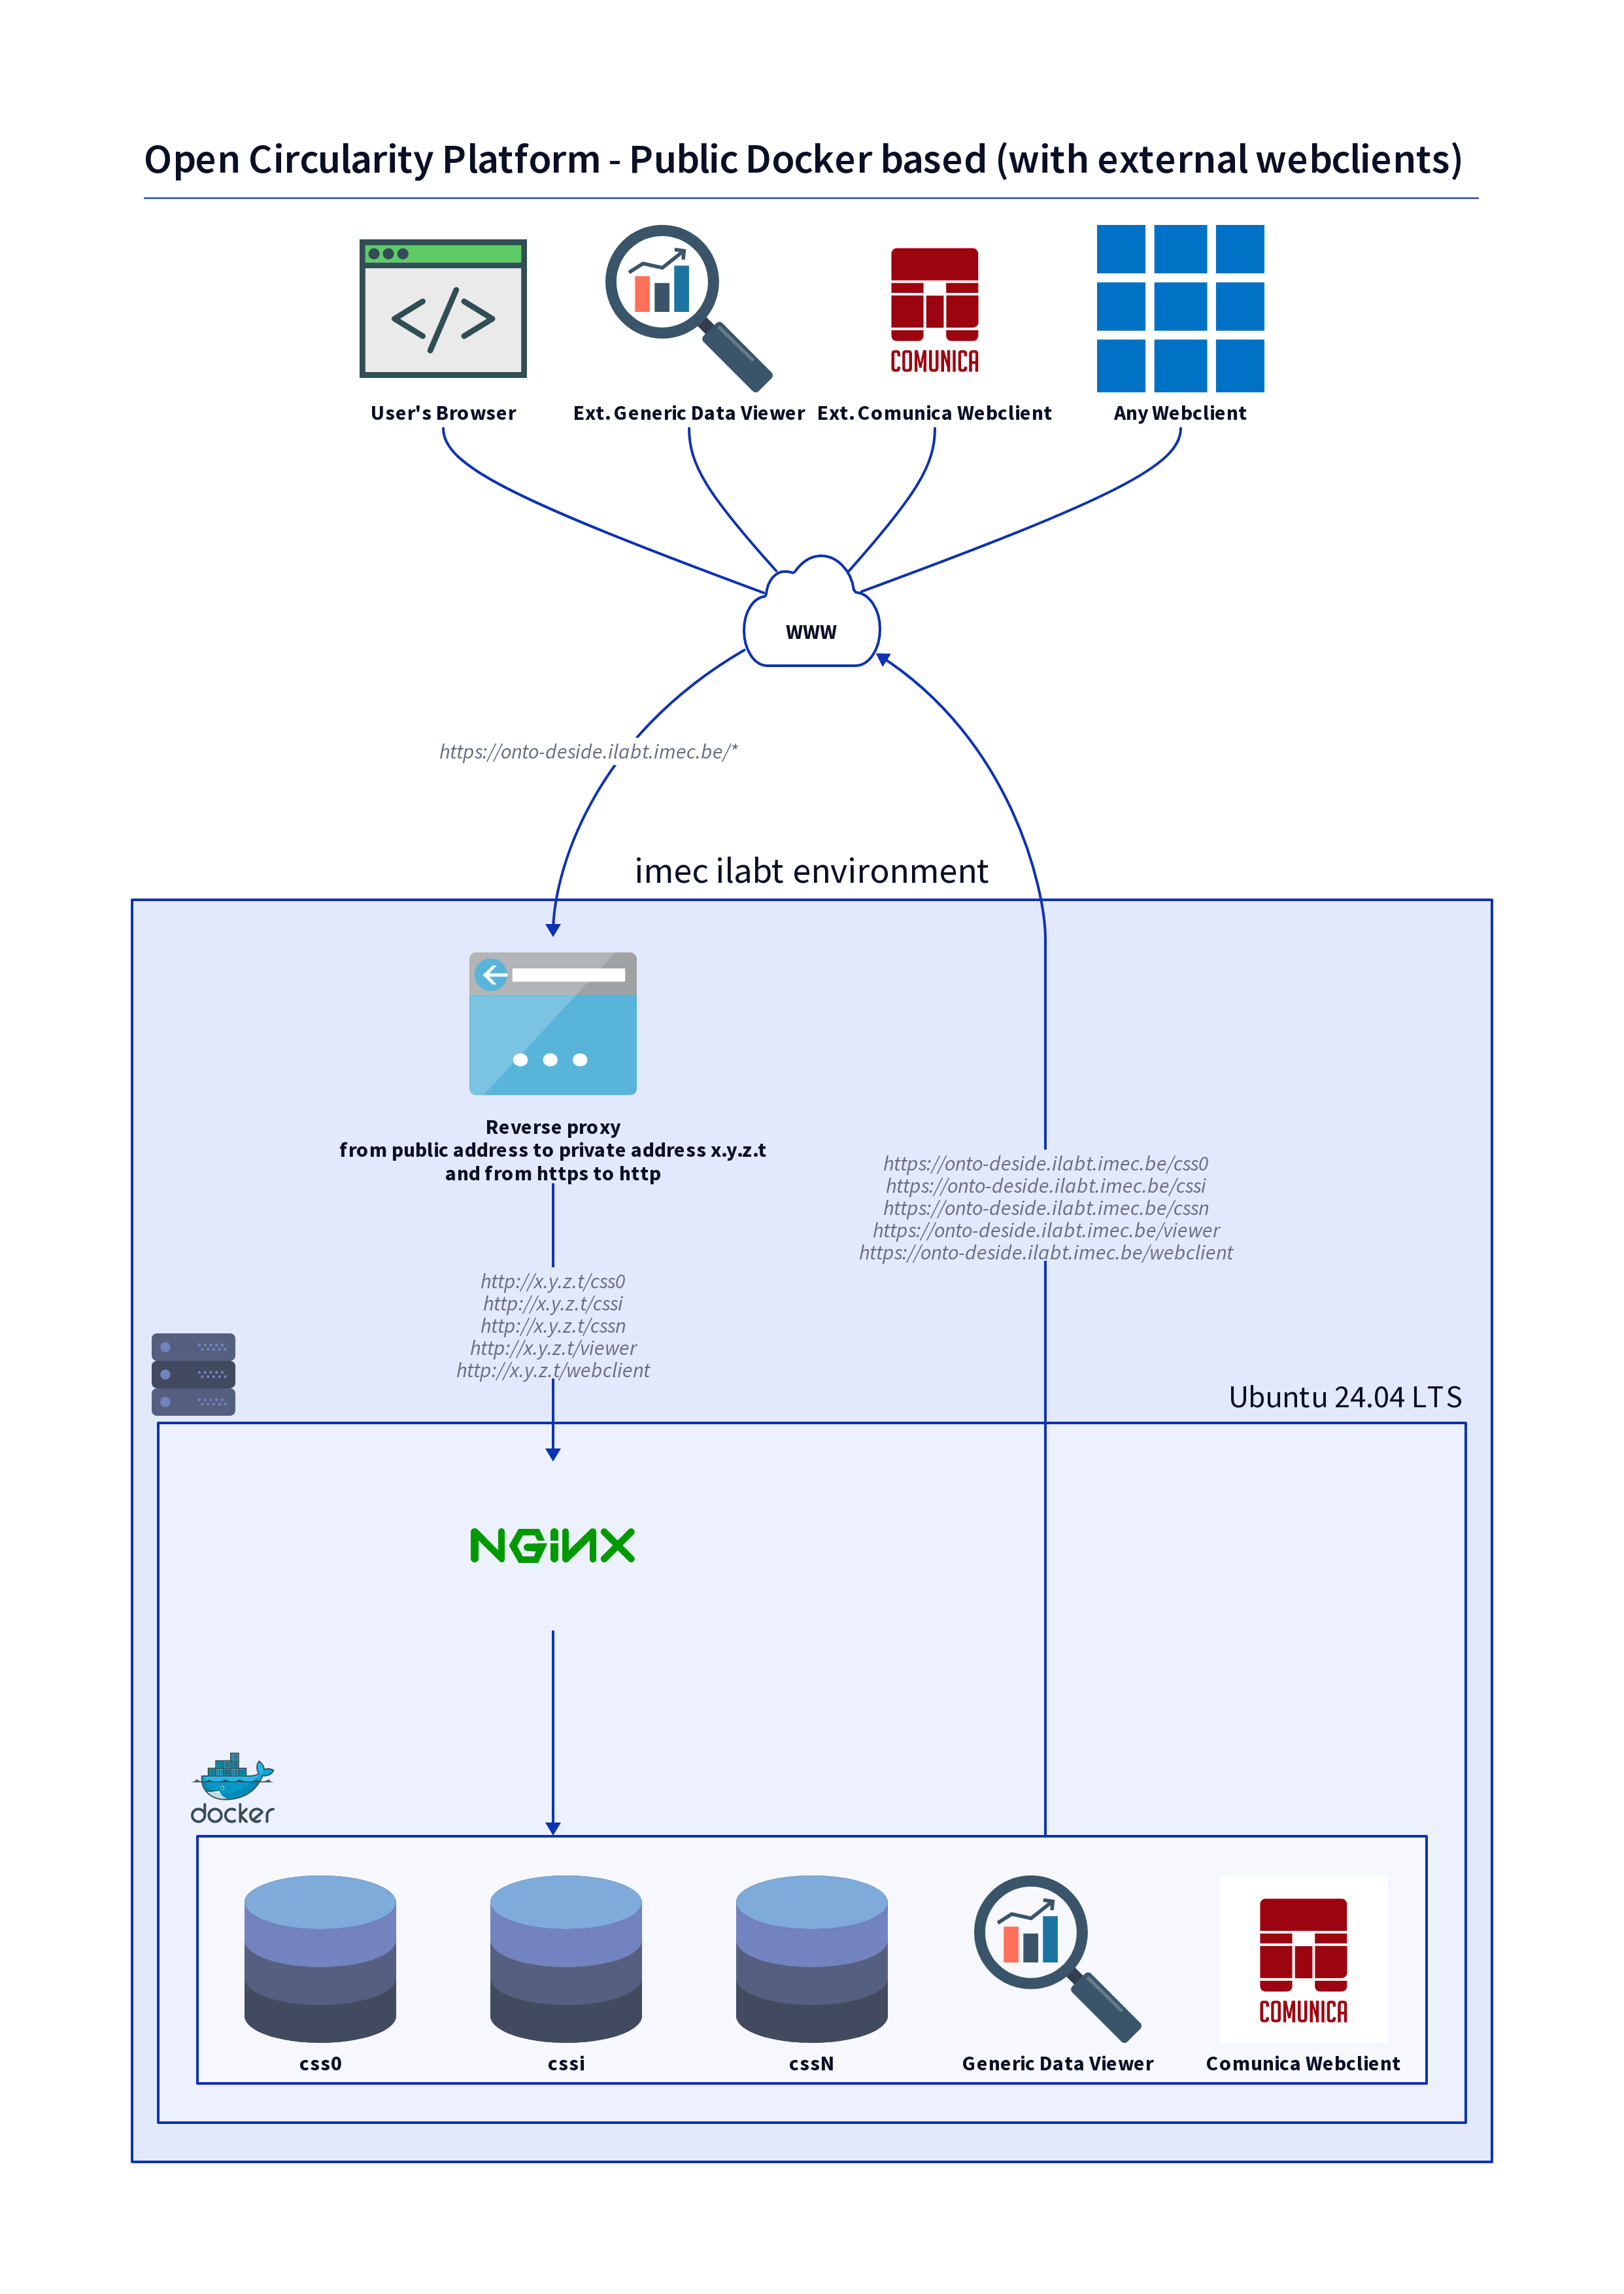 Open Circularity Platform - Public Docker based (with external webclients)
COMUNICA
User's Browser
Ext. Generic Data Viewer
Ext. Comunica Webclient
Any Webclient
www
https://onto-deside.ilabt.imec.be/*
imec ilabt environment
Reverse proxy
from public address to private address x.y.z.t
and from https to http
https://onto-deside.ilabt.imec.be/css0
https://onto-deside.ilabt.imec.be/cssi
https://onto-deside.ilabt.imec.be/cssn
https://onto-deside.ilabt.imec.be/viewer
https://onto-deside.ilabt.imec.be/webclient
http://x.y.z.t/css0
http://x.y.z.t/cssi
http://x.y.z.t/cssn
http://x.y.z.t/viewer
http://x.y.z.t/webclient
Ubuntu 24.04 LTS
NGiNX
docker
COMUNICA
css0
cssi
cssN
Generic Data Viewer
Comunica Webclient